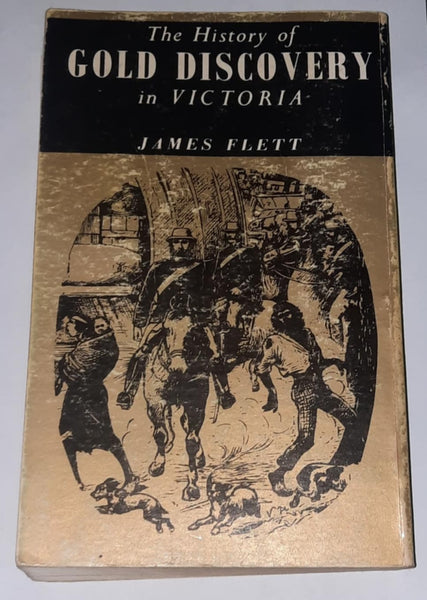 The History of
GOLD DISCOVERY
in VICTORIA
JAMES FLETT